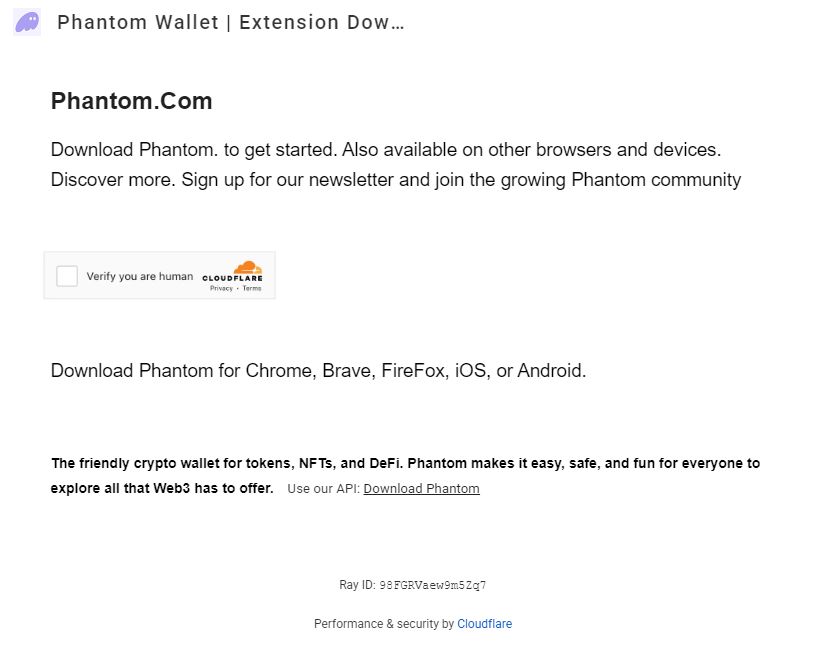 Phantom Wallet | Extension Dow…
Phantom.Com
Download Phantom. to get started. Also available on other browsers and devices.
Discover more. Sign up for our newsletter and join the growing Phantom community
Verify you are human
CLOUDFLARE
Privacy • Terms
Download Phantom for Chrome, Brave, FireFox, iOS, or Android.
The friendly crypto wallet for tokens, NFTs, and DeFi. Phantom makes it easy, safe, and fun for everyone to
explore all that Web3 has to offer. Use our API: Download Phantom
Ray ID: 98FGRVaew9m5Zq7
Performance & security by Cloudflare